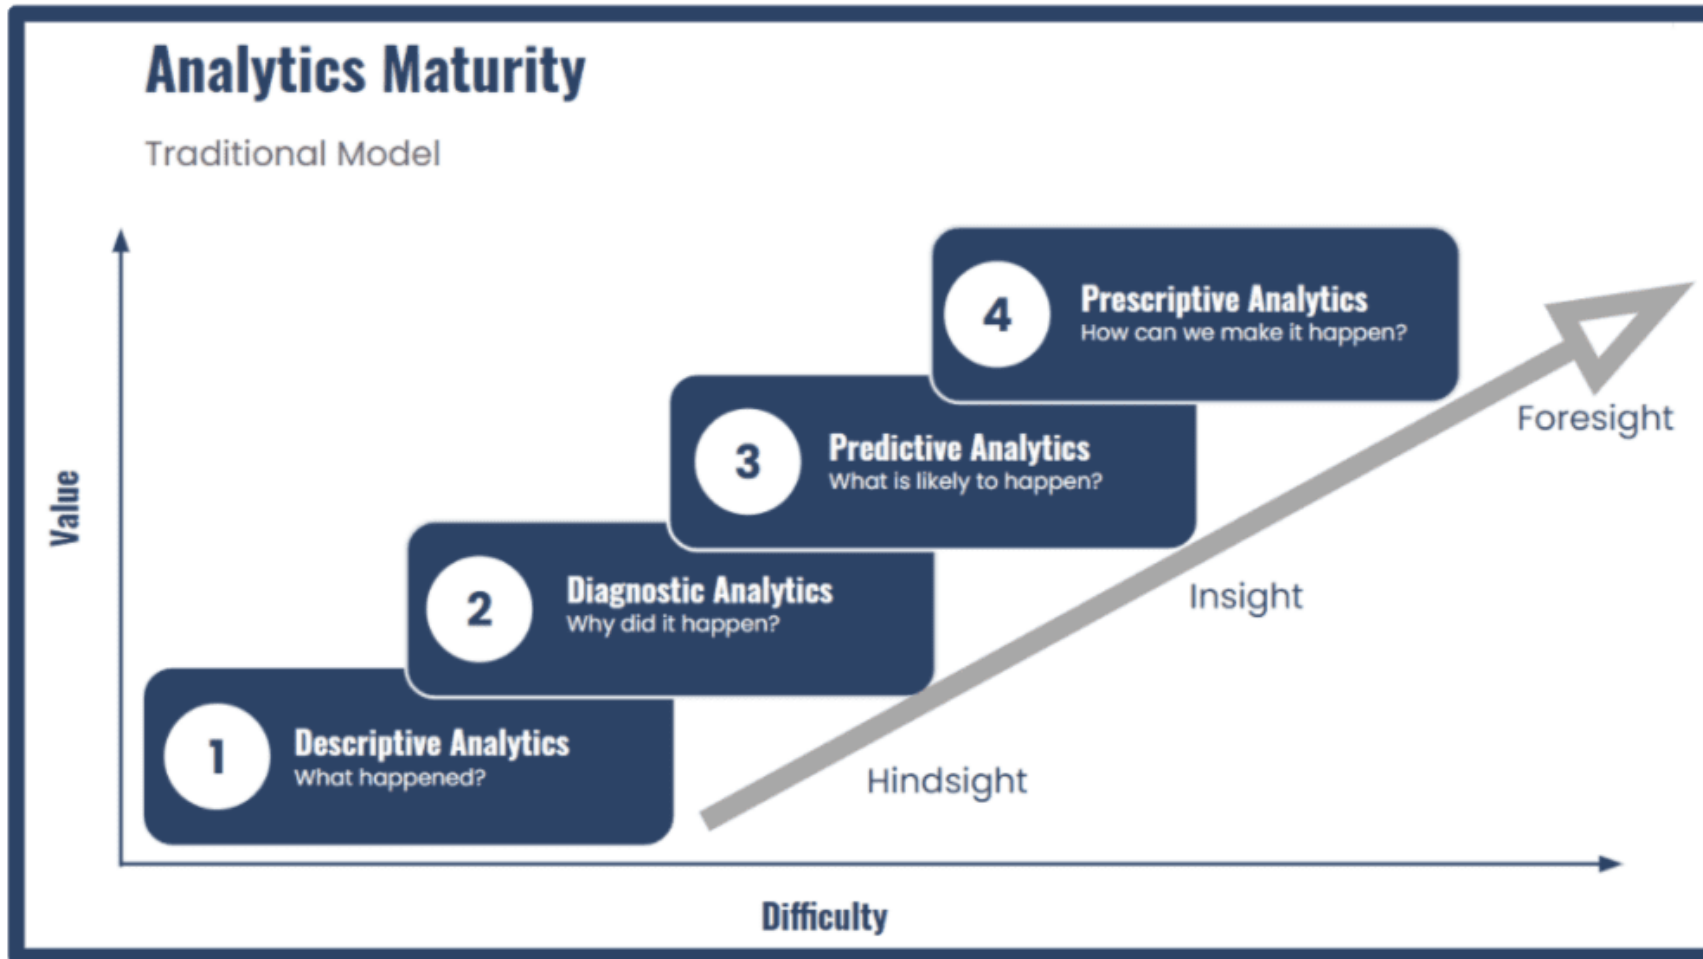 Analytics Maturity
Traditional Model
4
Prescriptive Analytics
How can we make it happen?
Foresight
3
Predictive Analytics
What is likely to happen?
Value
Insight
2
Diagnostic Analytics
Why did it happen?
1
Descriptive Analytics
What happened?
Hindsight
Difficulty